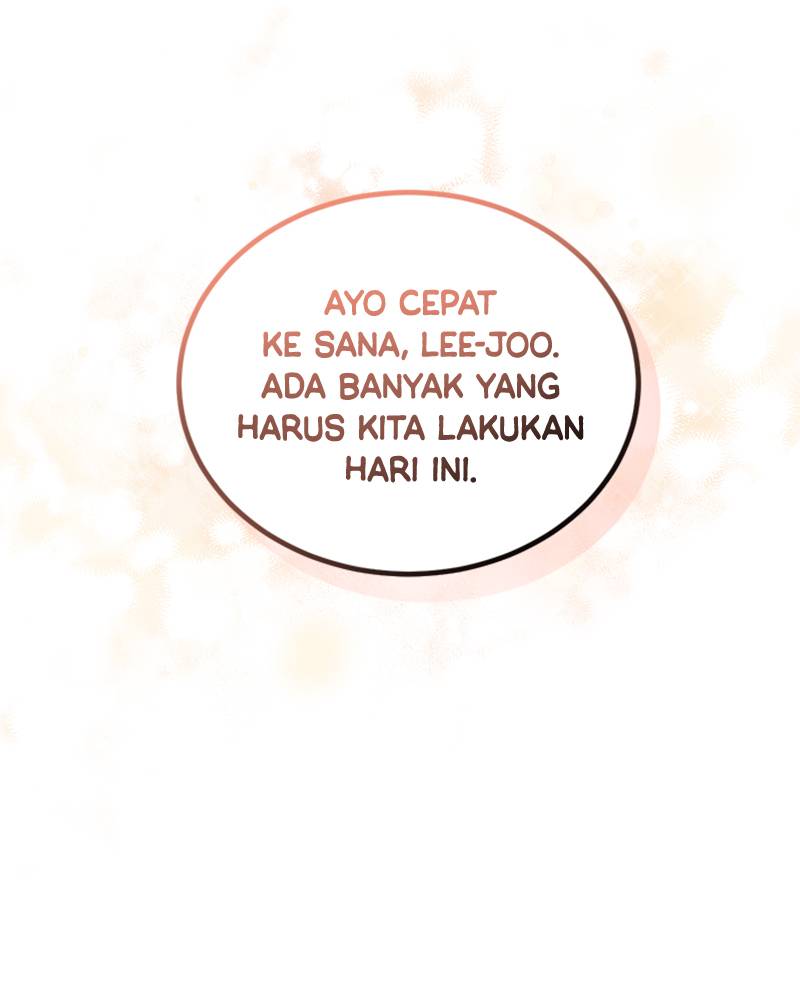 AYO CEPAT
KE SANA, LEE-JOO.
ADA BANYAK YANG
HARUS KITA LAKUKAN
HARI INI.